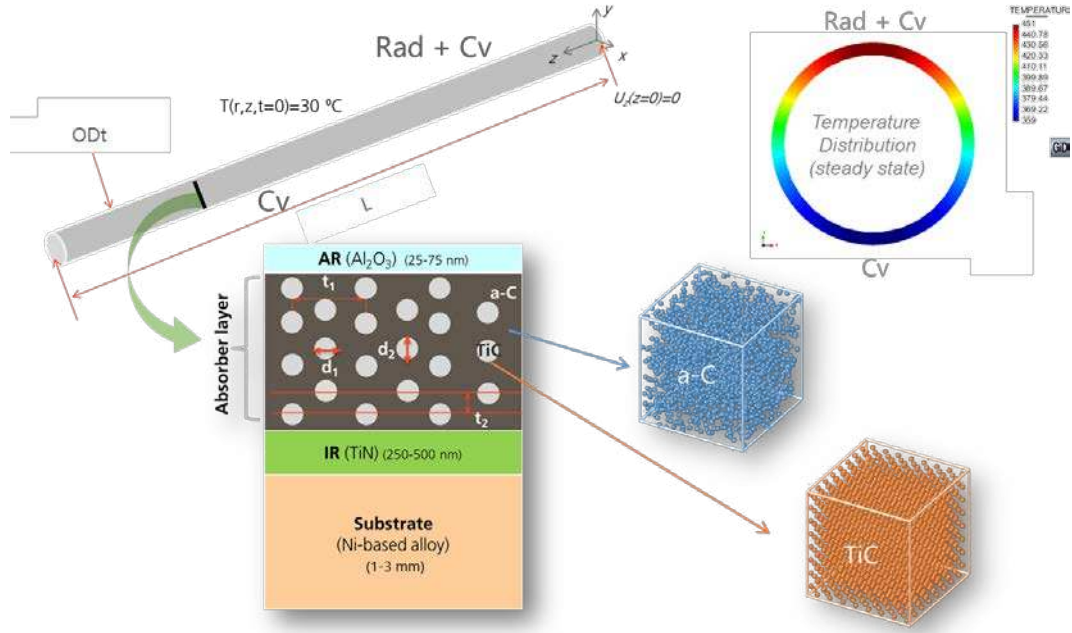 Rad + Cv
y
x
z
T(r,z,t=0)=30 ºC
U_z(z=0)=0
ODt
Cv
L
TEMPERATURE
451
440.78
430.56
420.33
410.11
399.89
389.67
379.44
369.22
359
Rad + Cv
Temperature
Distribution
(steady state)
GiD
Cv
AR (Al₂O₃) (25-75 nm)
Absorber layer
t₁
a-C
d₁
d₂
TiC
t₂
IR (TiN) (250-500 nm)
Substrate
(Ni-based alloy)
(1-3 mm)
a-C
TiC